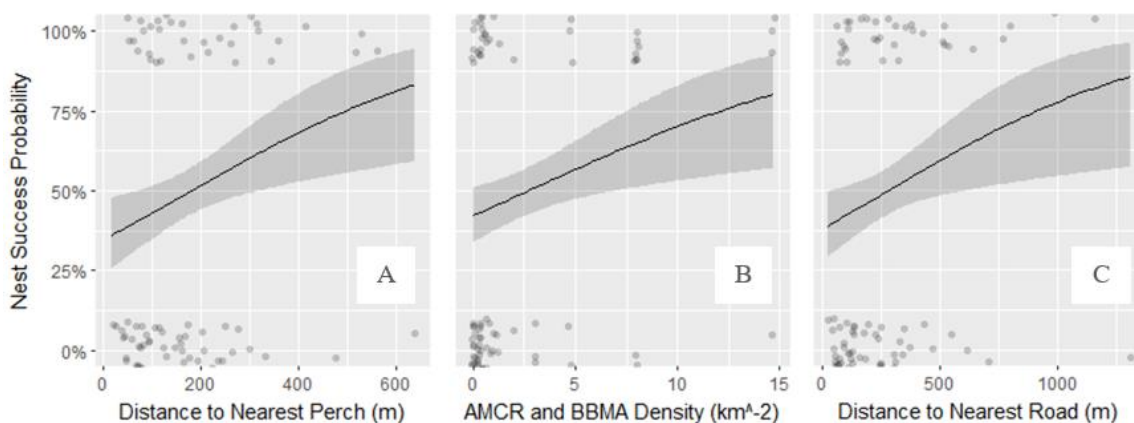 Nest Success Probability
100%
75%
50%
25%
0%
A
B
C
0 200 400 600
0 5 10 15
0 500 1000
Distance to Nearest Perch (m)
AMCR and BBMA Density (km^-2)
Distance to Nearest Road (m)